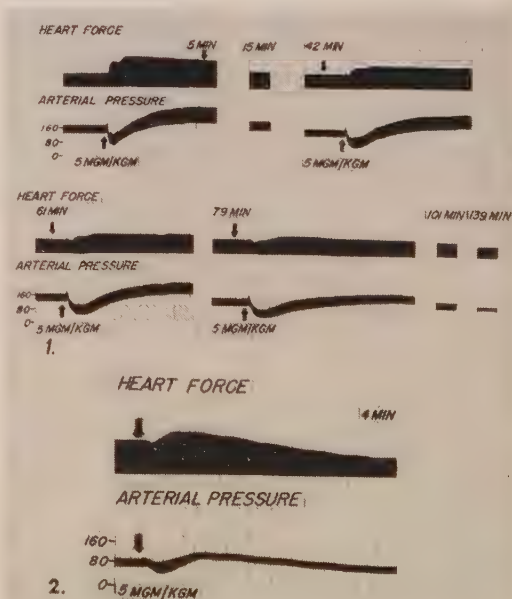 HEART FORCE
5 MIN 15 MIN 42 MIN
ARTERIAL PRESSURE
160-
80-
0-
5 MGM/KGM 5 MGM/KGM
HEART FORCE
61 MIN 79 MIN 101 MIN 139 MIN
ARTERIAL PRESSURE
160-
80-
0-
5 MGM/KGM 5 MGM/KGM
1.
HEART FORCE
4 MIN
ARTERIAL PRESSURE
160-
80-
0-
5 MGM/KGM
2.